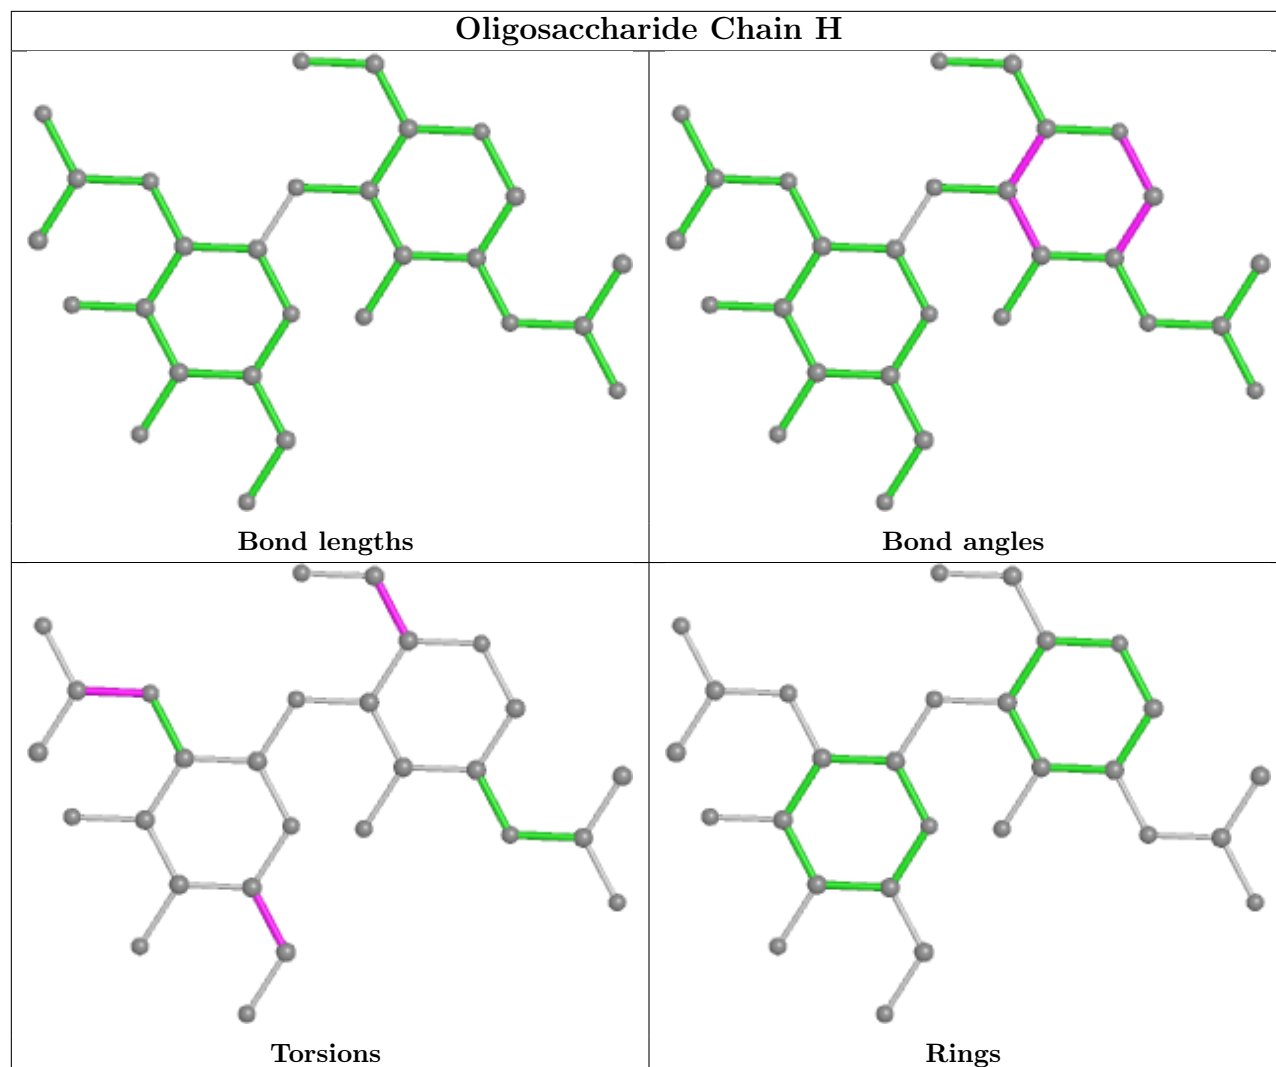 Oligosaccharide Chain H
Bond lengths
Bond angles
Torsions
Rings